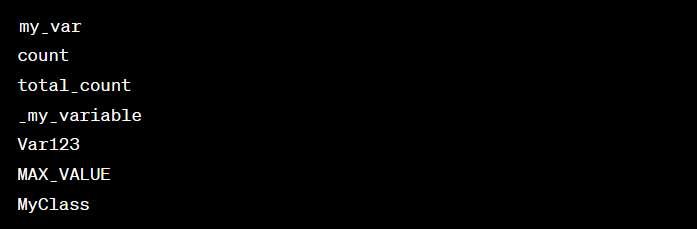 my_var
count
total_count
_my_variable
Var123
MAX_VALUE
MyClass